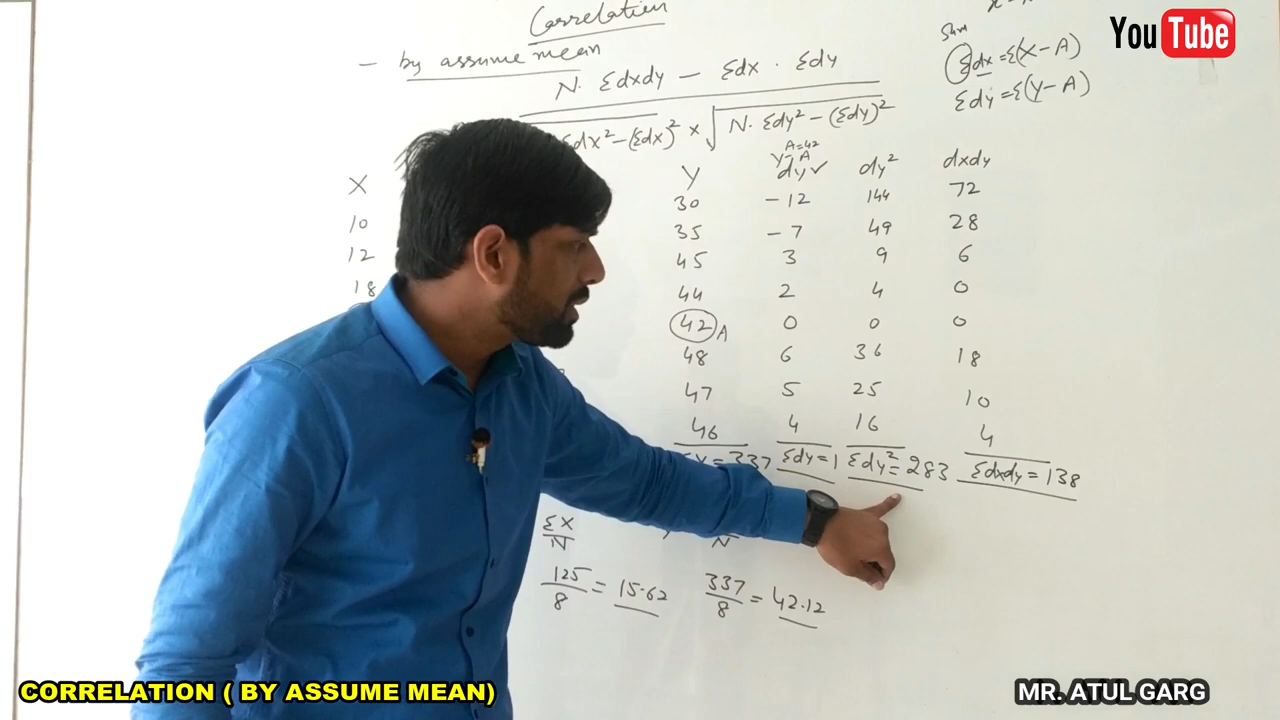 Correlation
YouTube
- by assume mean
N. Σdxdy - Σdx . Σdy
Σdx = Σ(X-A)
Σdy = Σ(Y-A)
Σdx² - (Σdx)² × √N. Σdy² - (Σdy)²
A=42
Y-A
X Y dy ✓ dy² dxdy
10 30 -12 144 72
12 35 -7 49 28
18 45 3 9 6
44 2 4 0
42 A 0 0 0
48 6 36 18
47 5 25 10
46 4 16 4
ΣY = 337 Σdy = 1 Σdy² = 283 Σdxdy = 138
ΣX
N N
125/8 = 15.62 337/8 = 42.12
CORRELATION ( BY ASSUME MEAN)
MR. ATUL GARG